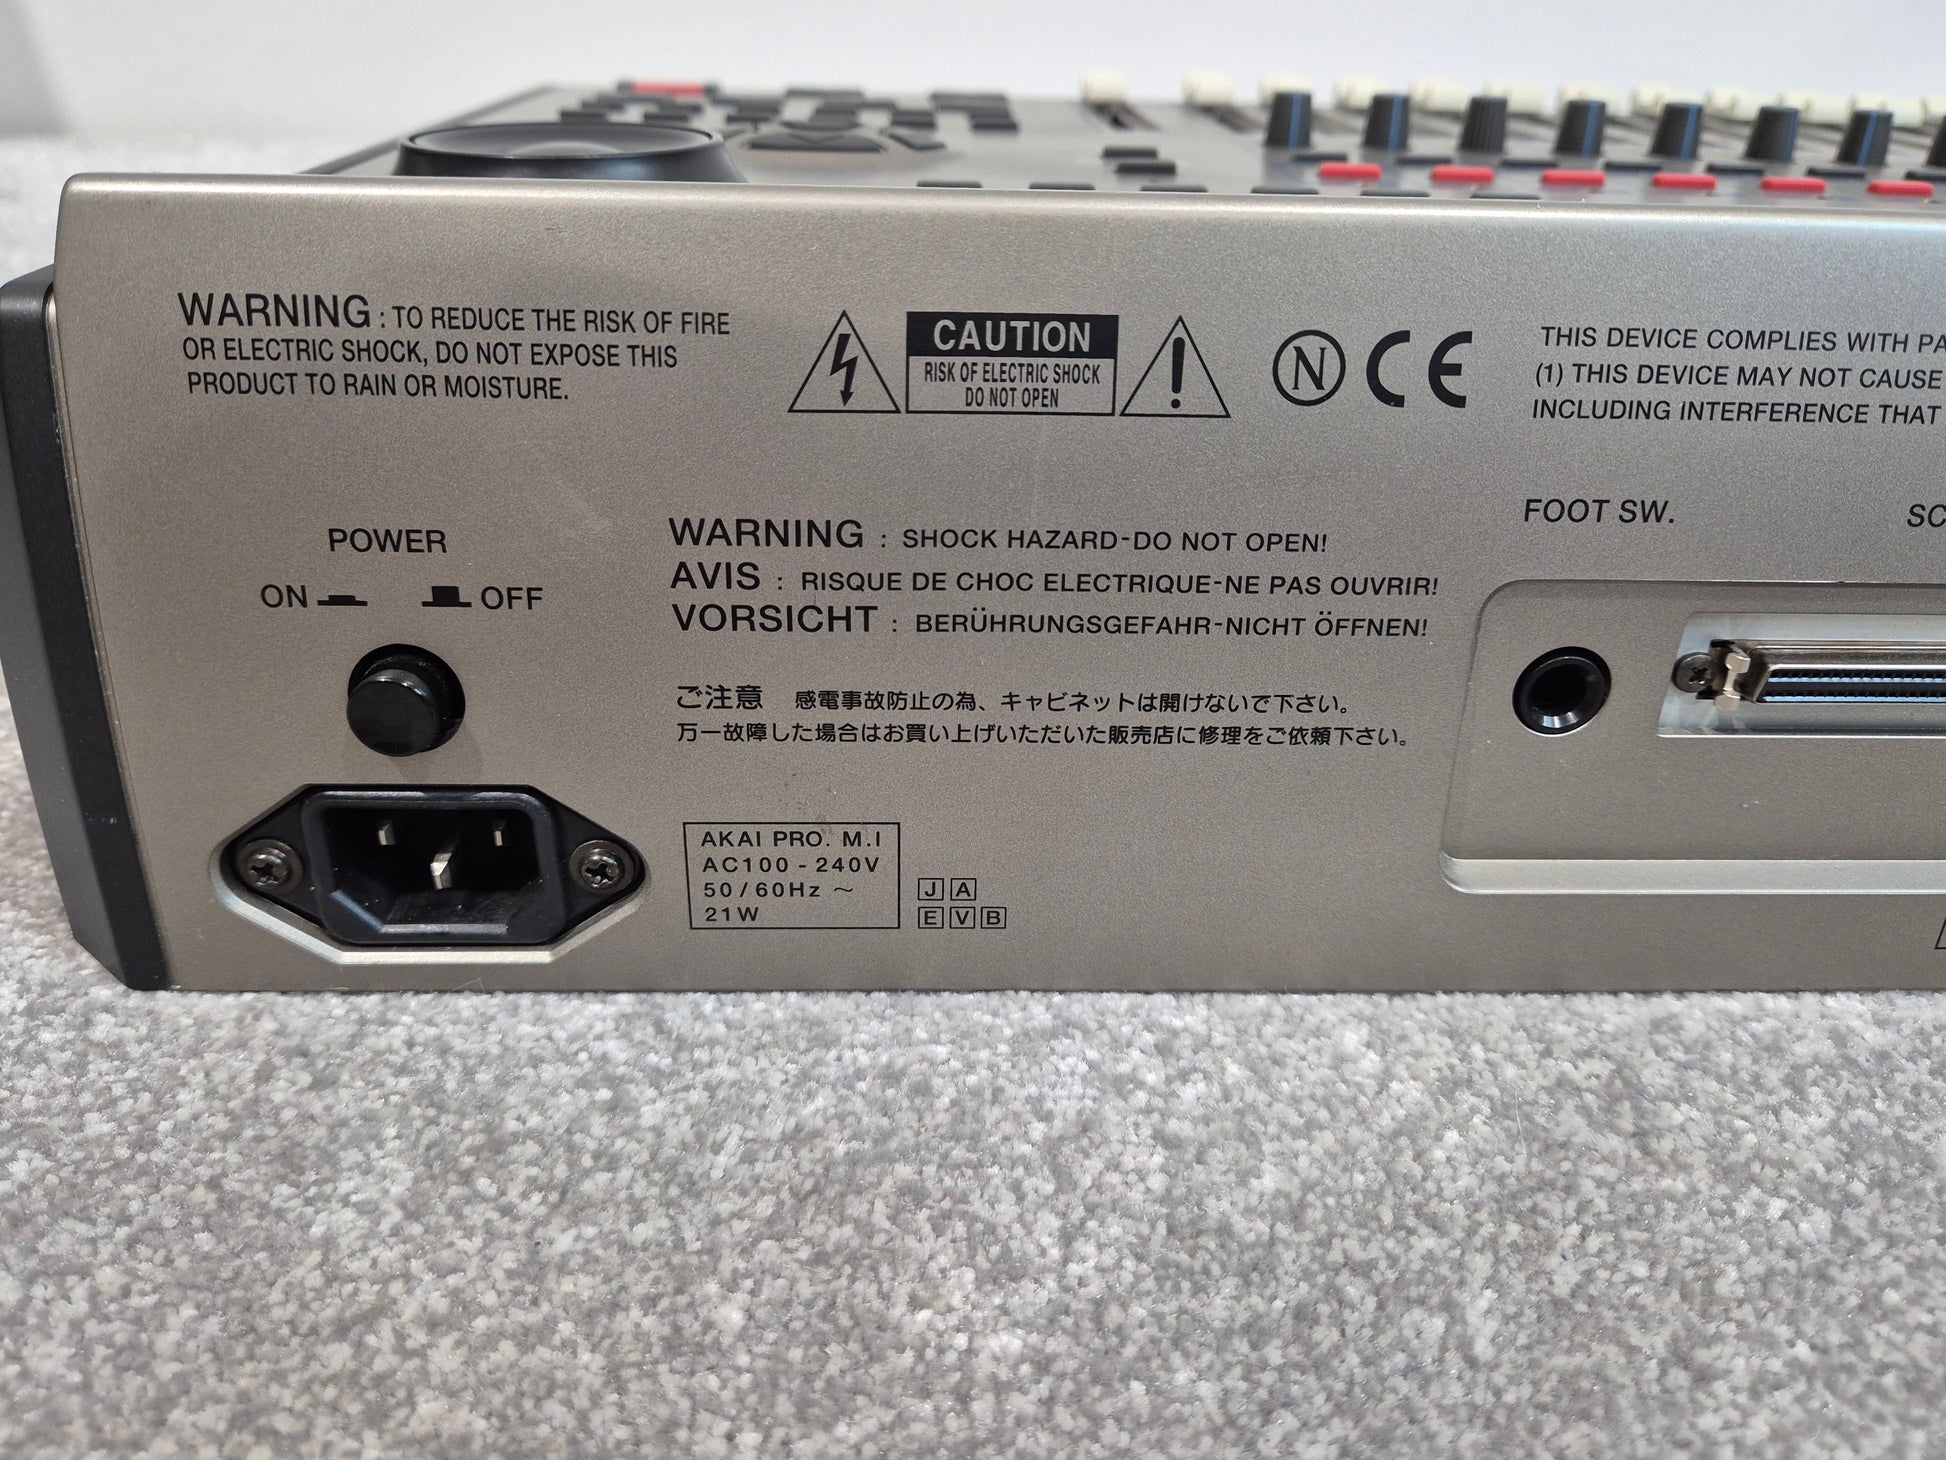 WARNING : TO REDUCE THE RISK OF FIRE
OR ELECTRIC SHOCK, DO NOT EXPOSE THIS
PRODUCT TO RAIN OR MOISTURE.
CAUTION
RISK OF ELECTRIC SHOCK
DO NOT OPEN
N CE
THIS DEVICE COMPLIES WITH PA
(1) THIS DEVICE MAY NOT CAUSE
INCLUDING INTERFERENCE THAT
FOOT SW.
SC
POWER
ON OFF
WARNING : SHOCK HAZARD-DO NOT OPEN!
AVIS : RISQUE DE CHOC ELECTRIQUE-NE PAS OUVRIR!
VORSICHT : BERÜHRUNGSGEFAHR-NICHT ÖFFNEN!
ご注意 感電事故防止の為、キャビネットは開けないで下さい。
万一故障した場合はお買い上げいただいた販売店に修理をご依頼下さい。
AKAI PRO. M.I
AC100 - 240V
50 / 60Hz ～
21W
J A
E V B